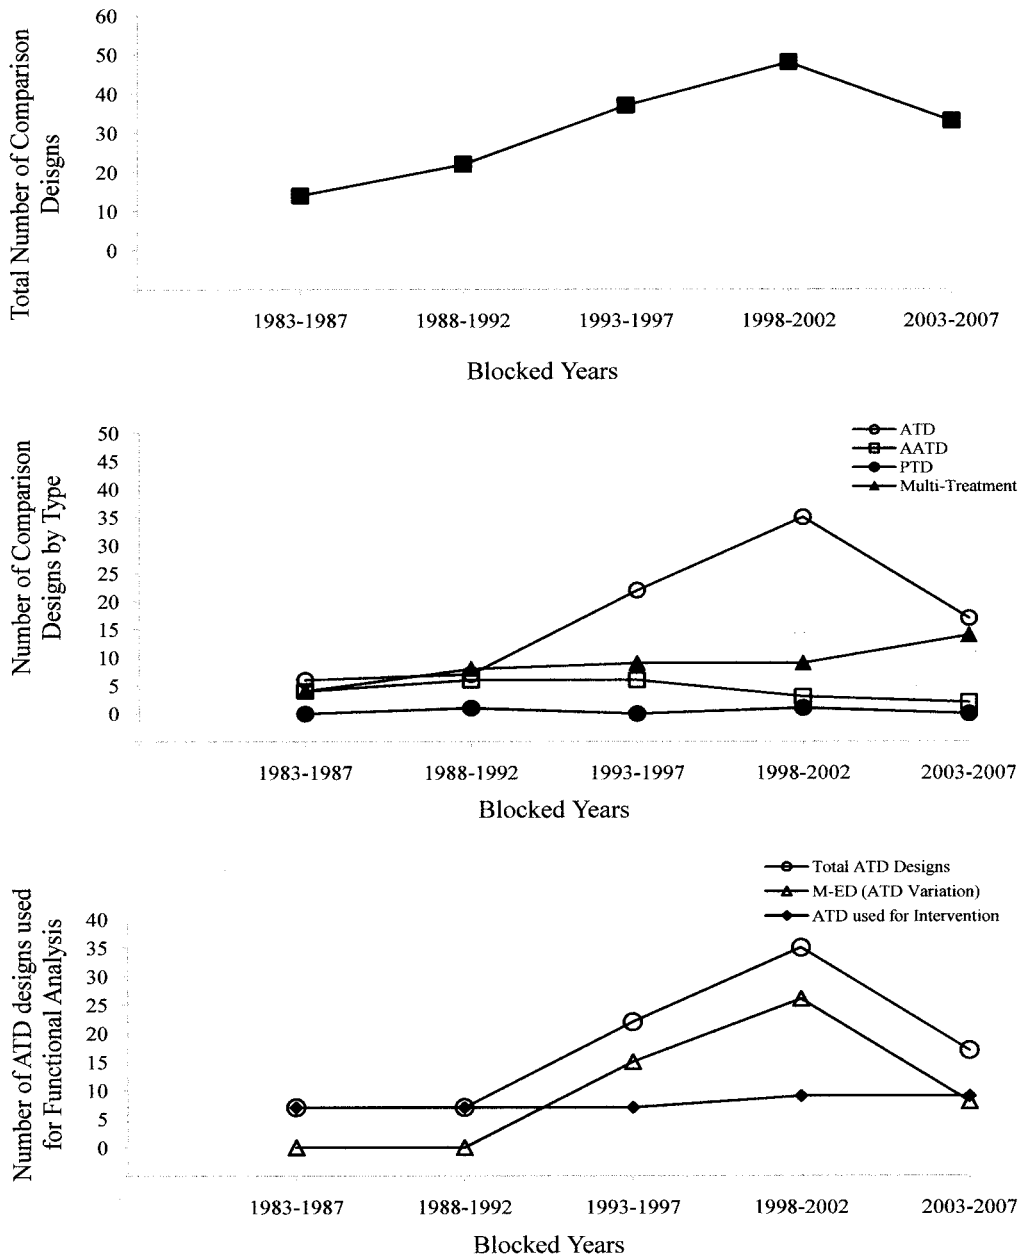 Total Number of Comparison
Deisgns
60
50
40
30
20
10
0
1983-1987 1988-1992 1993-1997 1998-2002 2003-2007
Blocked Years
Number of Comparison
Designs by Type
50
45
40
35
30
25
20
15
10
5
0
ATD
AATD
PTD
Multi-Treatment
1983-1987 1988-1992 1993-1997 1998-2002 2003-2007
Blocked Years
Number of ATD designs used
for Functional Analysis
40
35
30
25
20
15
10
5
0
Total ATD Designs
M-ED (ATD Variation)
ATD used for Intervention
1983-1987 1988-1992 1993-1997 1998-2002 2003-2007
Blocked Years